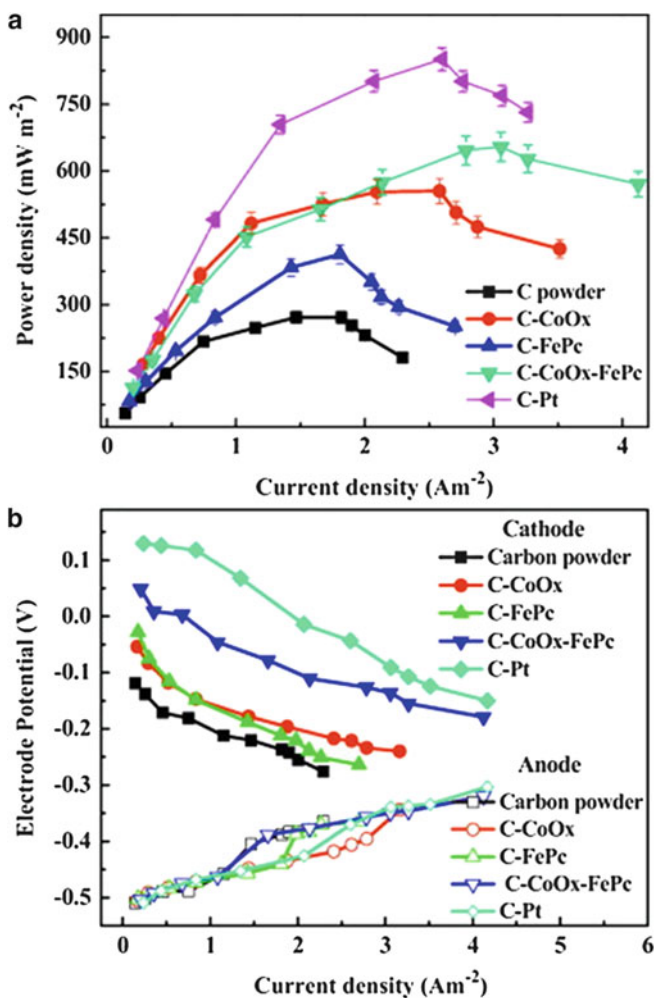 a
900
750
600
450
300
150
Power density (mW m-2)
C powder
C-CoOx
C-FePc
C-CoOx-FePc
C-Pt
0
1
2
3
4
Current density (Am-2)
b
0.1
0.0
-0.1
-0.2
-0.3
-0.4
-0.5
Electrode Potential (V)
Cathode
Carbon powder
C-CoOx
C-FePc
C-CoOx-FePc
C-Pt
Anode
Carbon powder
C-CoOx
C-FePc
C-CoOx-FePc
C-Pt
0
1
2
3
4
5
6
Current density (Am-2)